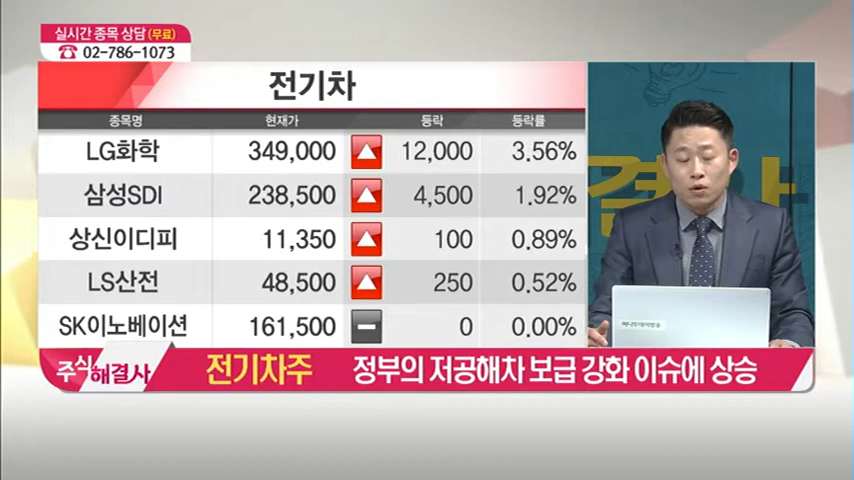 실시간 종목 상담 (무료)
02-786-1073
전기차
종목명 현재가 등락 등락률
LG화학 349,000 12,000 3.56%
삼성SDI 238,500 4,500 1.92%
상신이디피 11,350 100 0.89%
LS산전 48,500 250 0.52%
SK이노베이션 161,500 0 0.00%
주식해결사
전기차주 정부의 저공해차 보급 강화 이슈에 상승